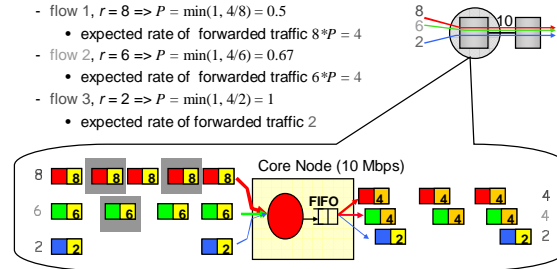 - flow 1, r = 8 => P = min(1, 4/8) = 0.5
• expected rate of forwarded traffic 8*P = 4
- flow 2, r = 6 => P = min(1, 4/6) = 0.67
• expected rate of forwarded traffic 6*P = 4
- flow 3, r = 2 => P = min(1, 4/2) = 1
• expected rate of forwarded traffic 2
8
6
2
10
Core Node (10 Mbps)
8 8 8 8 8 8
FIFO
4 4 4 4
6 6 6 6
4 4 4 4
2 2
2 2